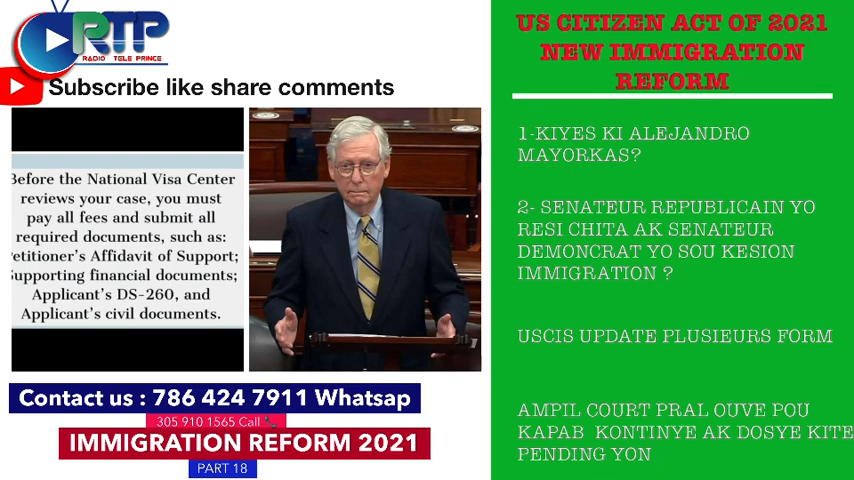 RTP
RADIO TELE PRINCE
Subscribe like share comments
Before the National Visa Center
reviews your case, you must
pay all fees and submit all
required documents, such as:
etitioner's Affidavit of Support;
Supporting financial documents;
Applicant's DS-260, and
Applicant's civil documents.
Contact us : 786 424 7911 Whatsap
305 910 1565 Call
IMMIGRATION REFORM 2021
PART 18
US CITIZEN ACT OF 2021
NEW IMMIGRATION
REFORM
1-KIYES KI ALEJANDRO
MAYORKAS?
2- SENATEUR REPUBLICAIN YO
RESI CHITA AK SENATEUR
DEMONCRAT YO SOU KESION
IMMIGRATION ?
USCIS UPDATE PLUSIEURS FORM
AMPIL COURT PRAL OUVE POU
KAPAB KONTINYE AK DOSYE KITE
PENDING YON